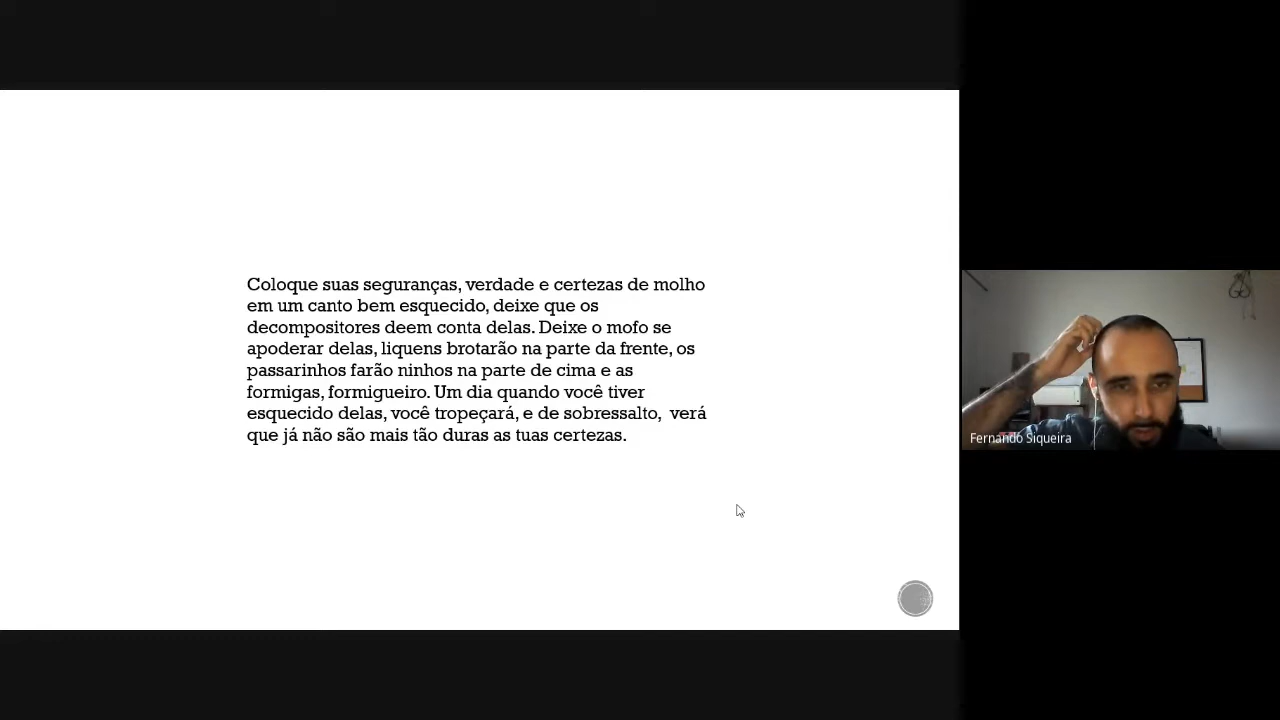 Coloque suas seguranças, verdade e certezas de molho
em um canto bem esquecido, deixe que os
decompositores deem conta delas. Deixe o mofo se
apoderar delas, liquens brotarão na parte da frente, os
passarinhos farão ninhos na parte de cima e as
formigas, formigueiro. Um dia quando você tiver
esquecido delas, você tropeçará, e de sobressalto,  verá
que já não são mais tão duras as tuas certezas.
Fernando Siqueira